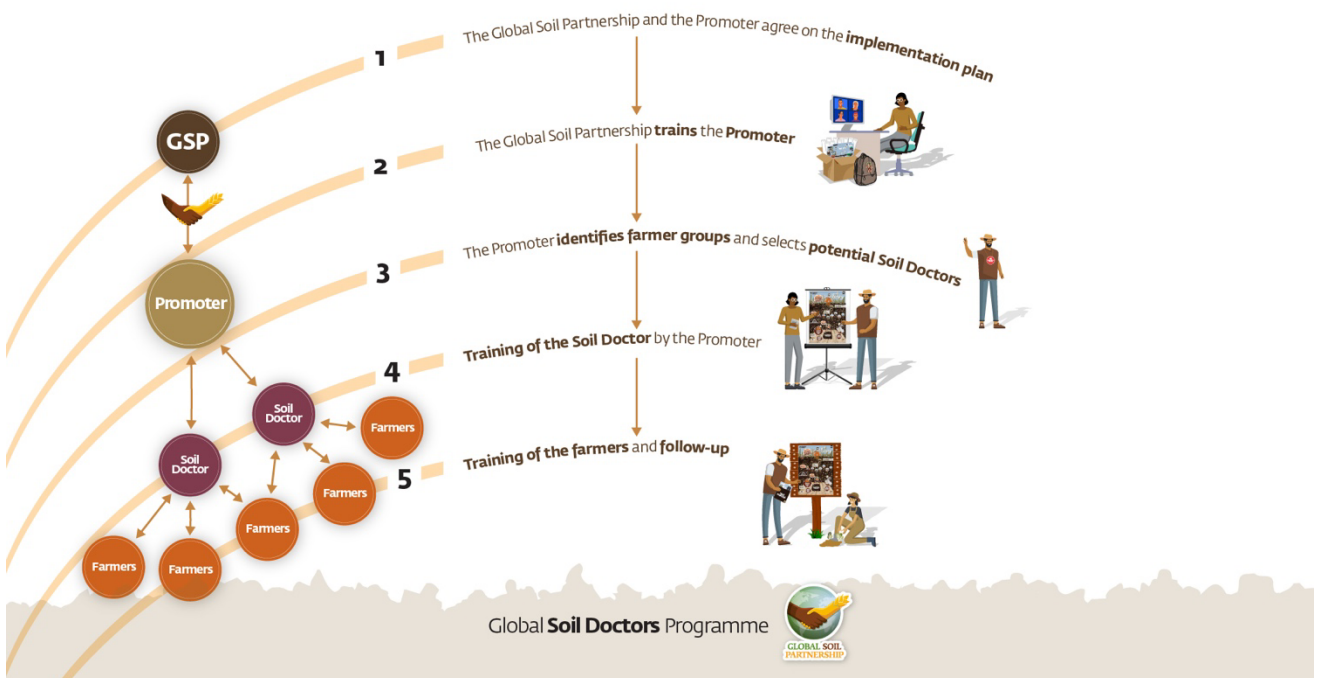 1
The Global Soil Partnership and the Promoter agree on the implementation plan
GSP
2
The Global Soil Partnership trains the Promoter
3
The Promoter identifies farmer groups and selects potential Soil Doctors
Promoter
4
Training of the Soil Doctor by the Promoter
Soil
Doctor
Farmers
Soil
Doctor
5
Training of the farmers and follow-up
Farmers
Farmers
Farmers
Farmers
Global Soil Doctors Programme
GLOBAL SOIL
PARTNERSHIP